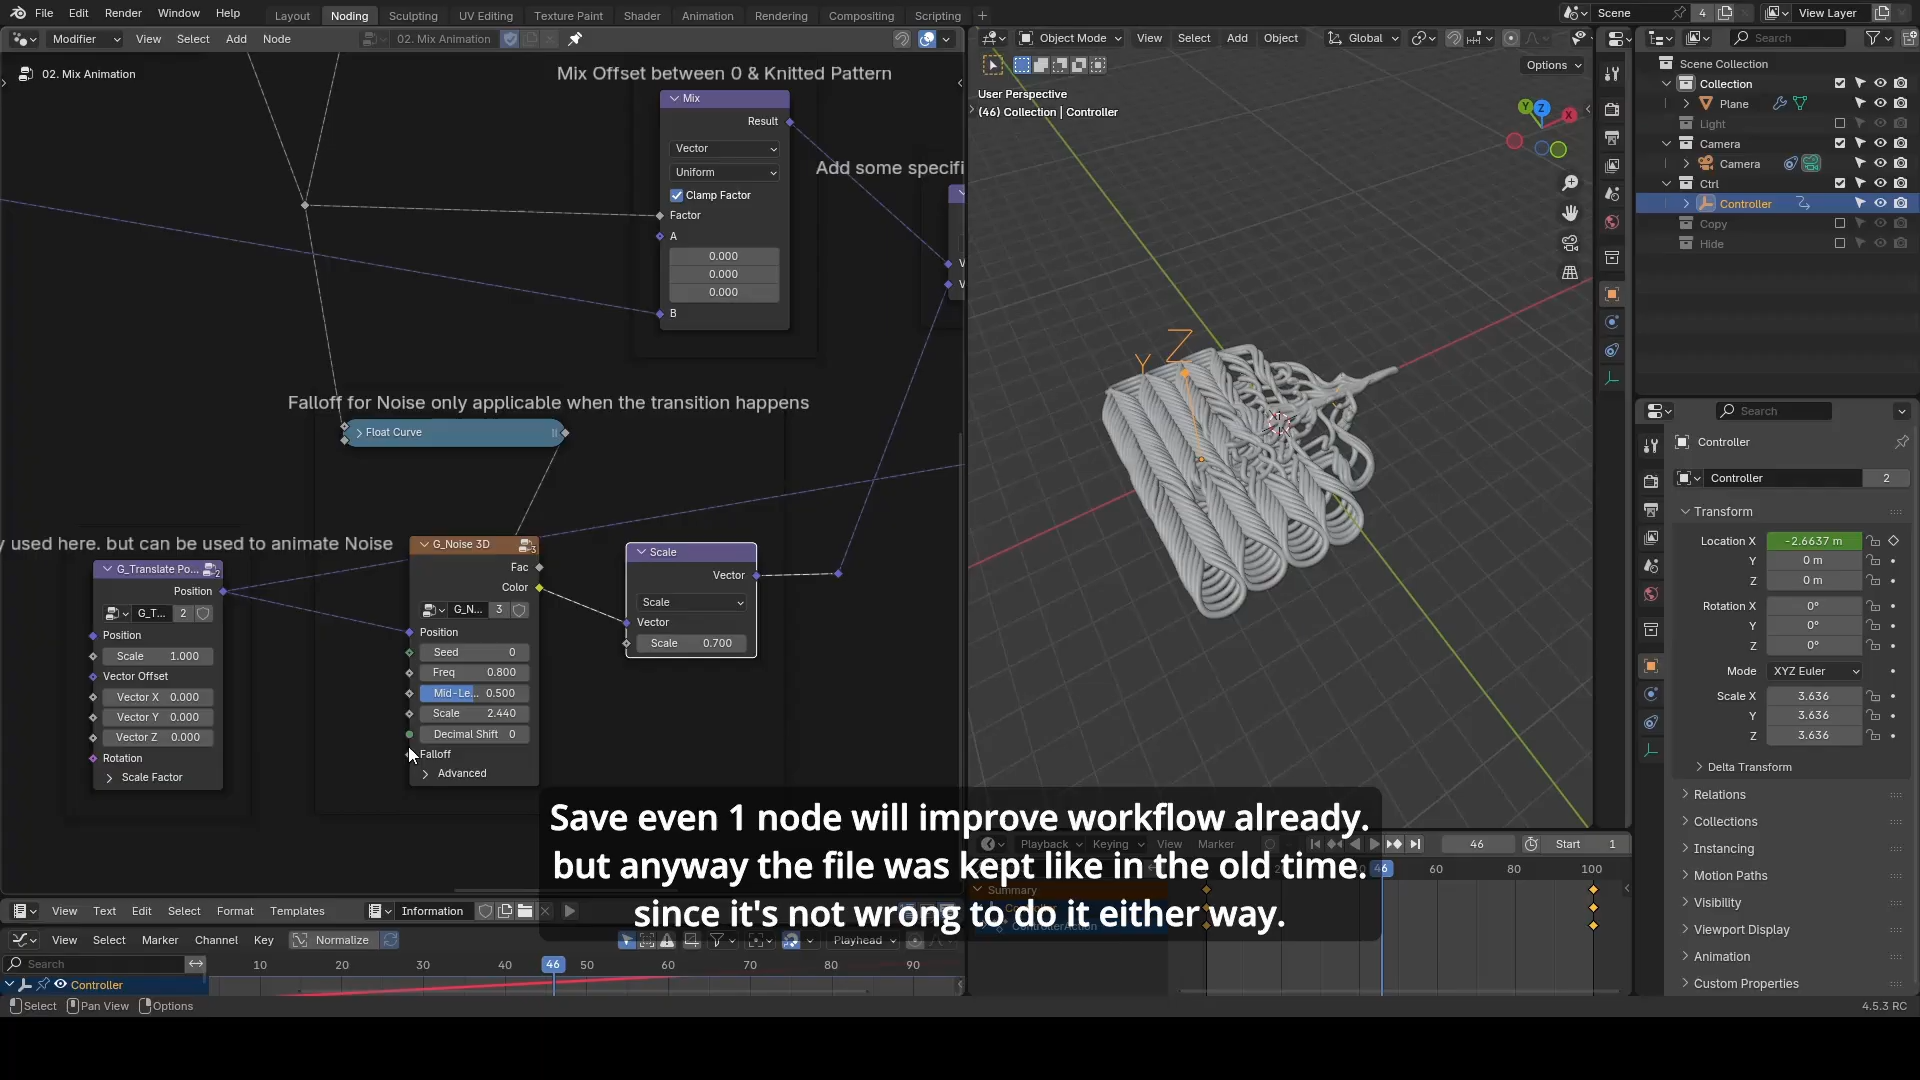 File Edit Render Window Help Layout Noding Sculpting UV Editing Texture Paint Shader Animation Rendering Compositing Scripting + Scene 4 View Layer
Modifier View Select Add Node 02. Mix Animation
Object Mode View Select Add Object Global
Search
02. Mix Animation
Options
User Perspective
(46) Collection | Controller
Mix Offset between 0 & Knitted Pattern
Mix
Result
Vector
Uniform
Clamp Factor
Factor
A
0.000
0.000
0.000
B
Add some specifi
Falloff for Noise only applicable when the transition happens
Float Curve
y used here. but can be used to animate Noise
G_Translate Po...
2
Position
G_T... 2
Position
Scale 1.000
Vector Offset
Vector X 0.000
Vector Y 0.000
Vector Z 0.000
Rotation
Scale Factor
G_Noise 3D
3
Fac
Color
G_N... 3
Position
Seed 0
Freq 0.800
Mid-Le... 0.500
Scale 2.440
Decimal Shift 0
Falloff
Advanced
Scale
Vector
Scale
Vector
Scale 0.700
Y Z
Y Z X
Scene Collection
Collection
Plane
Light
Camera
Camera
Ctrl
Controller
Copy
Hide
Search
Controller
Controller 2
Transform
Location X -2.6637 m
Y 0 m
Z 0 m
Rotation X 0°
Y 0°
Z 0°
Mode XYZ Euler
Scale X 3.636
Y 3.636
Z 3.636
Delta Transform
Relations
Collections
Instancing
Motion Paths
Visibility
Viewport Display
Animation
Custom Properties
Save even 1 node will improve workflow already.
but anyway the file was kept like in the old time.
since it's not wrong to do it either way.
Playback Keying View Marker 46 Start 1
20 46 60 80 100
Summary
ControllerAction
View Text Edit Select Format Templates Information
View Select Marker Channel Key Normalize Playhead
Search
10 20 30 40 46 50 60 70 80 90
Controller
Select Pan View Options
4.5.3 RC